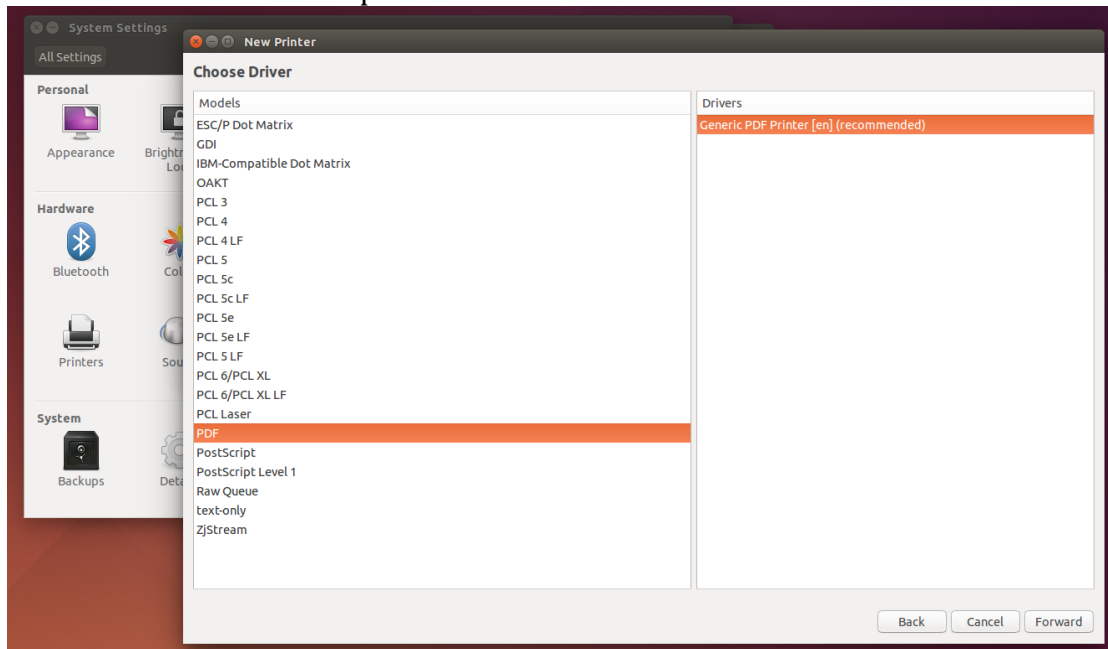 System Settings
All Settings
Personal
Appearance
Hardware
Bluetooth
Printers
System
Backups
New Printer
Choose Driver
Models
ESC/P Dot Matrix
GDI
IBM-Compatible Dot Matrix
OAKT
PCL 3
PCL 4
PCL 4 LF
PCL 5
PCL 5c
PCL 5c LF
PCL 5e
PCL 5e LF
PCL 5 LF
PCL 6/PCL XL
PCL 6/PCL XL LF
PCL Laser
PDF
PostScript
PostScript Level 1
Raw Queue
text-only
ZjStream
Drivers
Generic PDF Printer [en] (recommended)
Back Cancel Forward